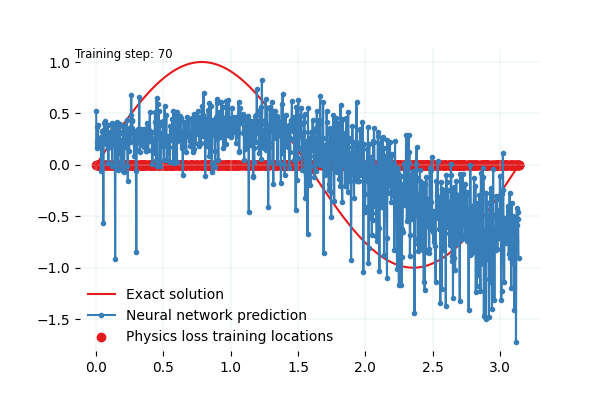 Training step: 70
1.0
0.5
0.0
−0.5
−1.0
−1.5
Exact solution
Neural network prediction
Physics loss training locations
0.0 0.5 1.0 1.5 2.0 2.5 3.0